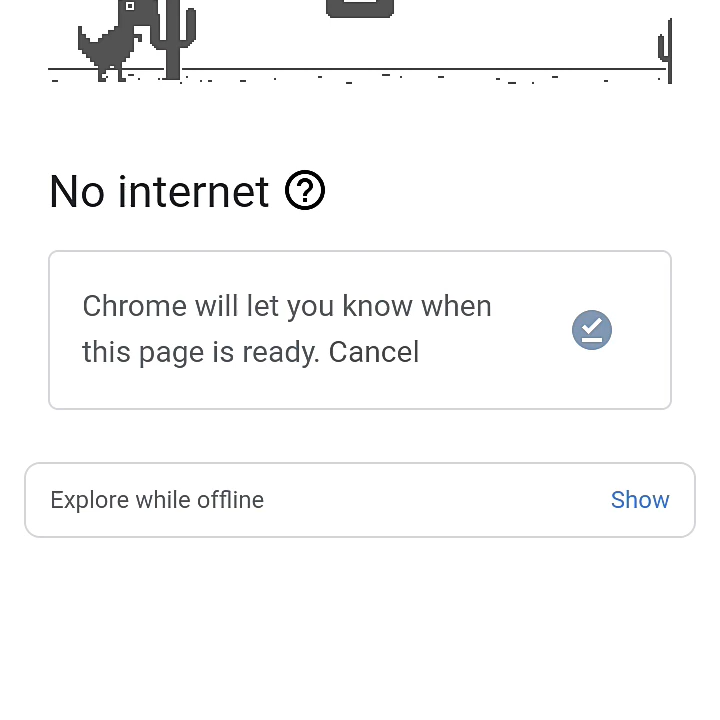 No internet
Chrome will let you know when
this page is ready. Cancel
Explore while offline
Show